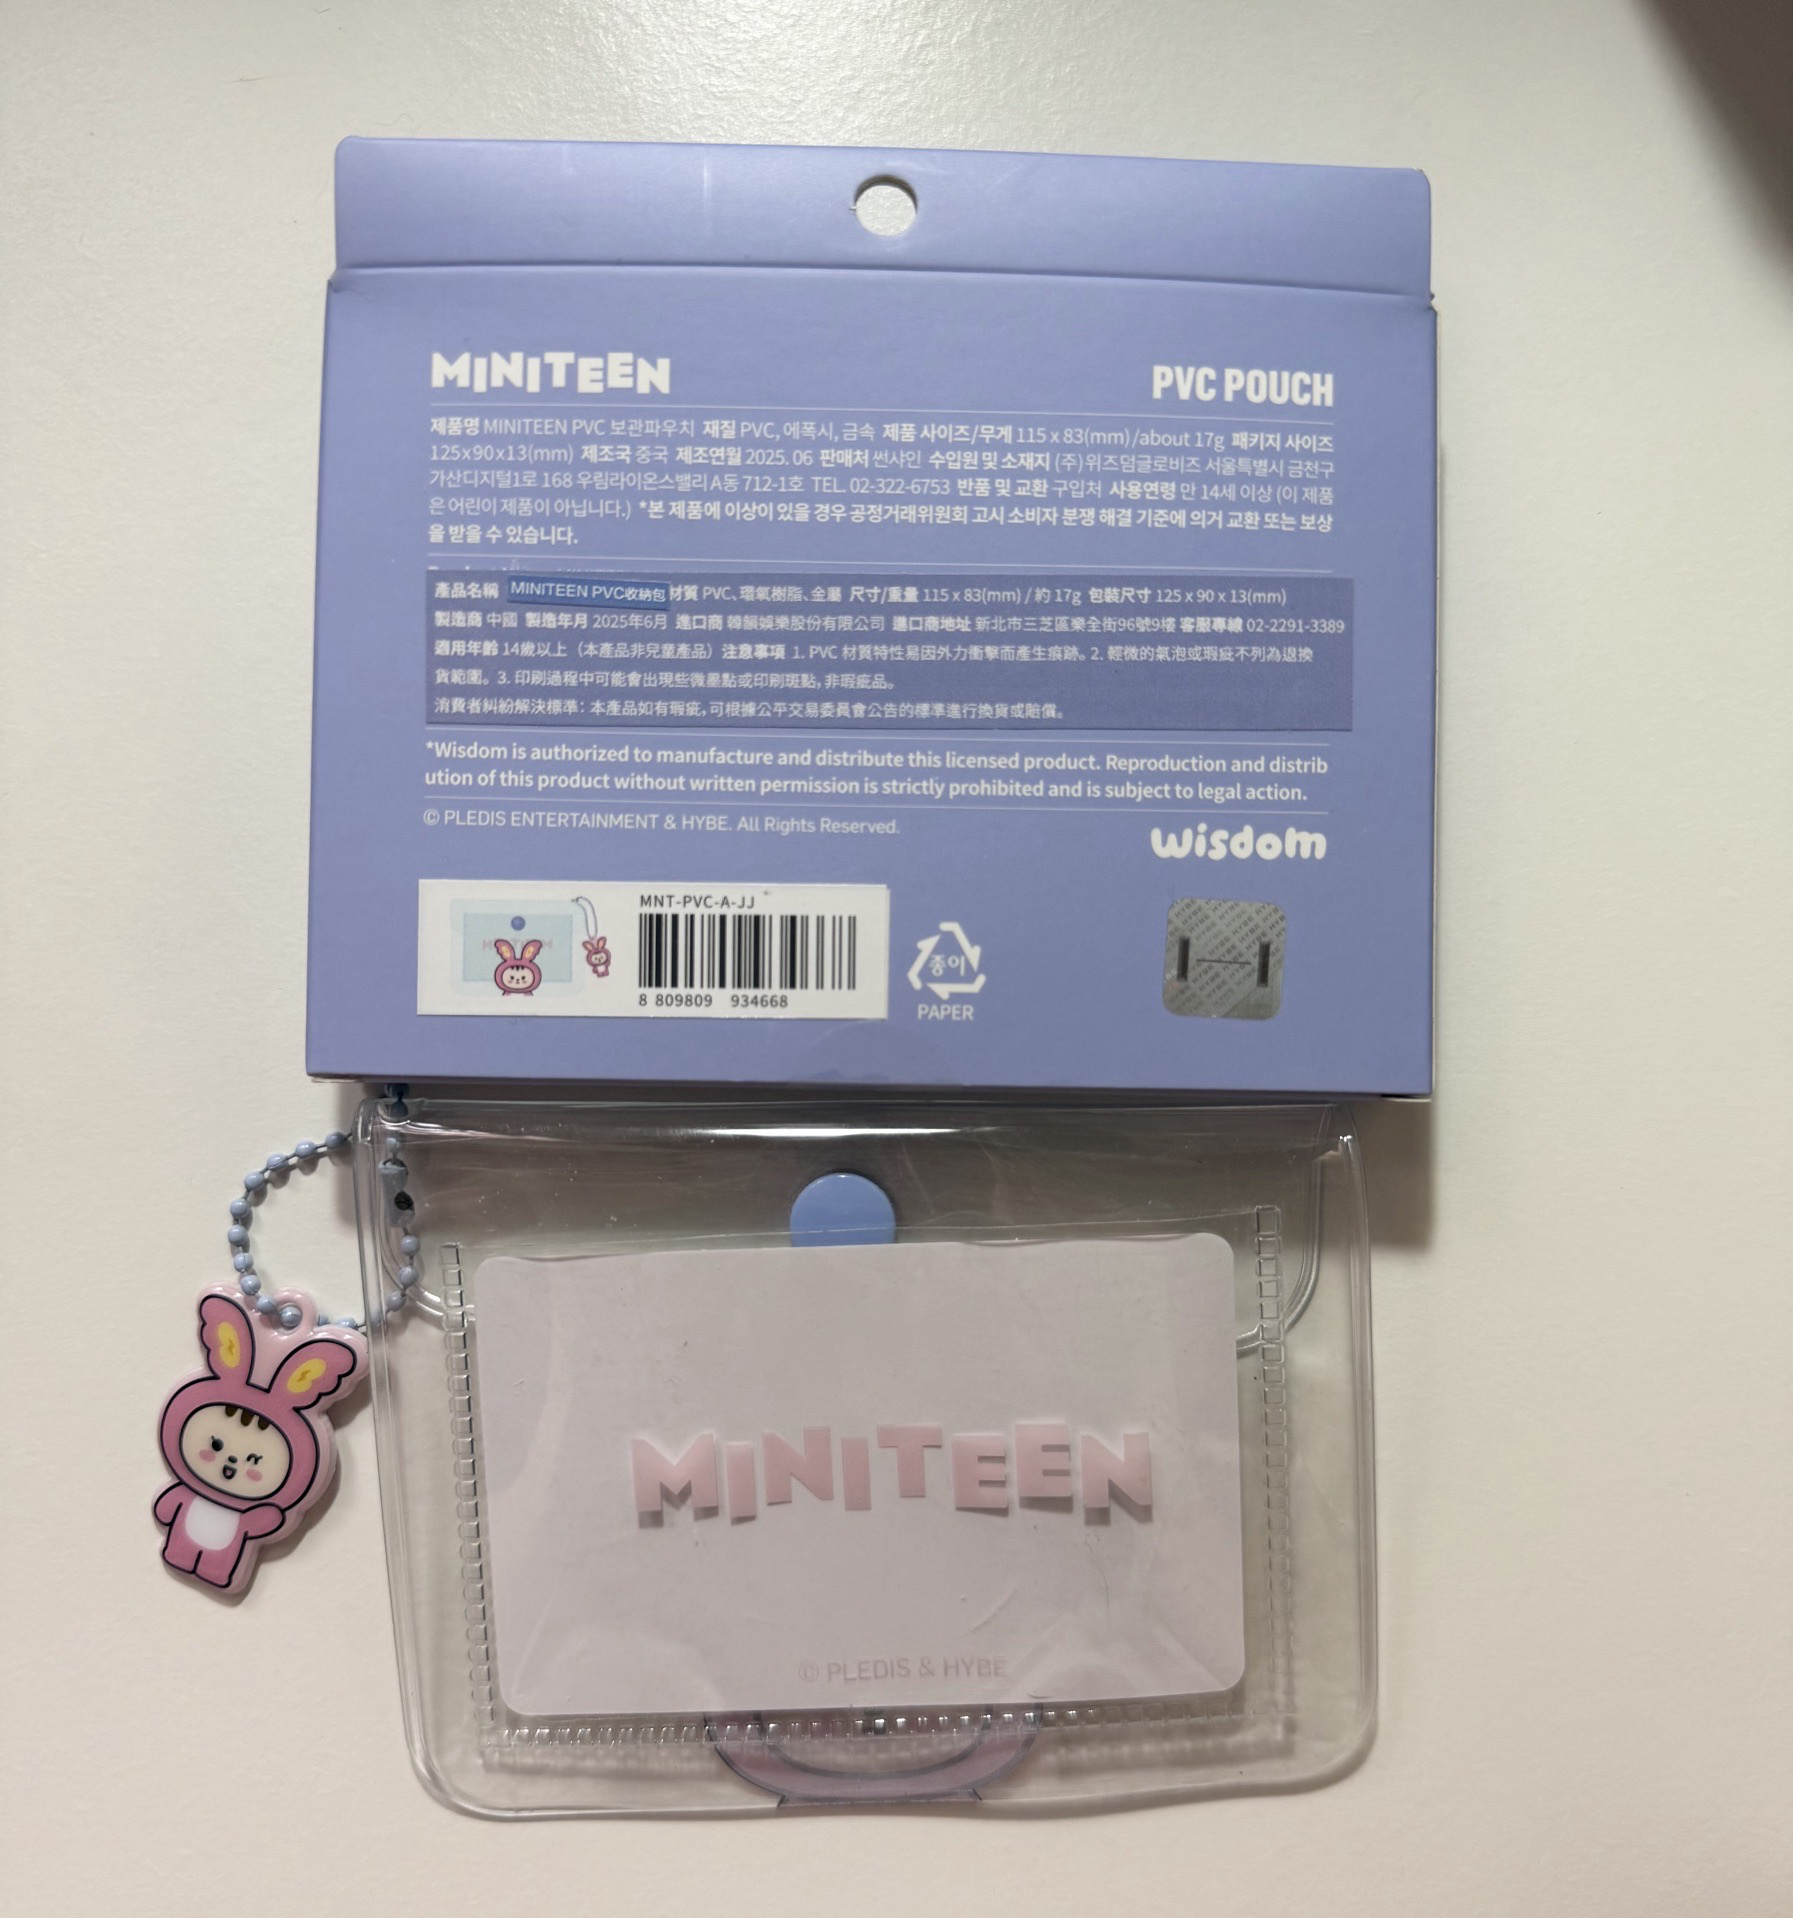 MINITEEN
PVC POUCH
제품명 MINITEEN PVC 보관파우치 재질 PVC, 에폭시, 금속 제품 사이즈/무게 115 x 83(mm)/about 17g 패키지 사이즈
125x90x13(mm) 제조국 중국 제조연월 2025. 06 판매처 썬샤인 수입원 및 소재지 (주)위즈덤글로비즈 서울특별시 금천구
가산디지털1로 168 우림라이온스밸리 A동 712-1호 TEL. 02-322-6753 반품 및 교환 구입처 사용연령 만 14세 이상 (이 제품
은 어린이 제품이 아닙니다.) *본 제품에 이상이 있을 경우 공정거래위원회 고시 소비자 분쟁 해결 기준에 의거 교환 또는 보상
을 받을 수 있습니다.
產品名稱 MINITEEN PVC收納包 材質 PVC、環氧樹脂、金屬 尺寸/重量 115 x 83(mm) / 約 17g 包裝尺寸 125 x 90 x 13(mm)
製造商 中國 製造年月 2025年6月 進口商 韓韻娛樂股份有限公司 進口商地址 新北市三芝區樂全街96號9樓 客服專線 02-2291-3389
適用年齡 14歲以上（本產品非兒童產品）注意事項 1. PVC 材質特性易因外力衝擊而產生痕跡。2. 輕微的氣泡或瑕疵不列為退換
貨範圍。3. 印刷過程中可能會出現些微墨點或印刷斑點，非瑕疵品。
消費者糾紛解決標準：本產品如有瑕疵，可根據公平交易委員會公告的標準進行換貨或賠償。
*Wisdom is authorized to manufacture and distribute this licensed product. Reproduction and distrib
ution of this product without written permission is strictly prohibited and is subject to legal action.
© PLEDIS ENTERTAINMENT & HYBE. All Rights Reserved.
wisdom
MNT-PVC-A-JJ
8 809809 934668
종이
PAPER
HYBE HYBE HYBE
MINITEEN
© PLEDIS & HYBE